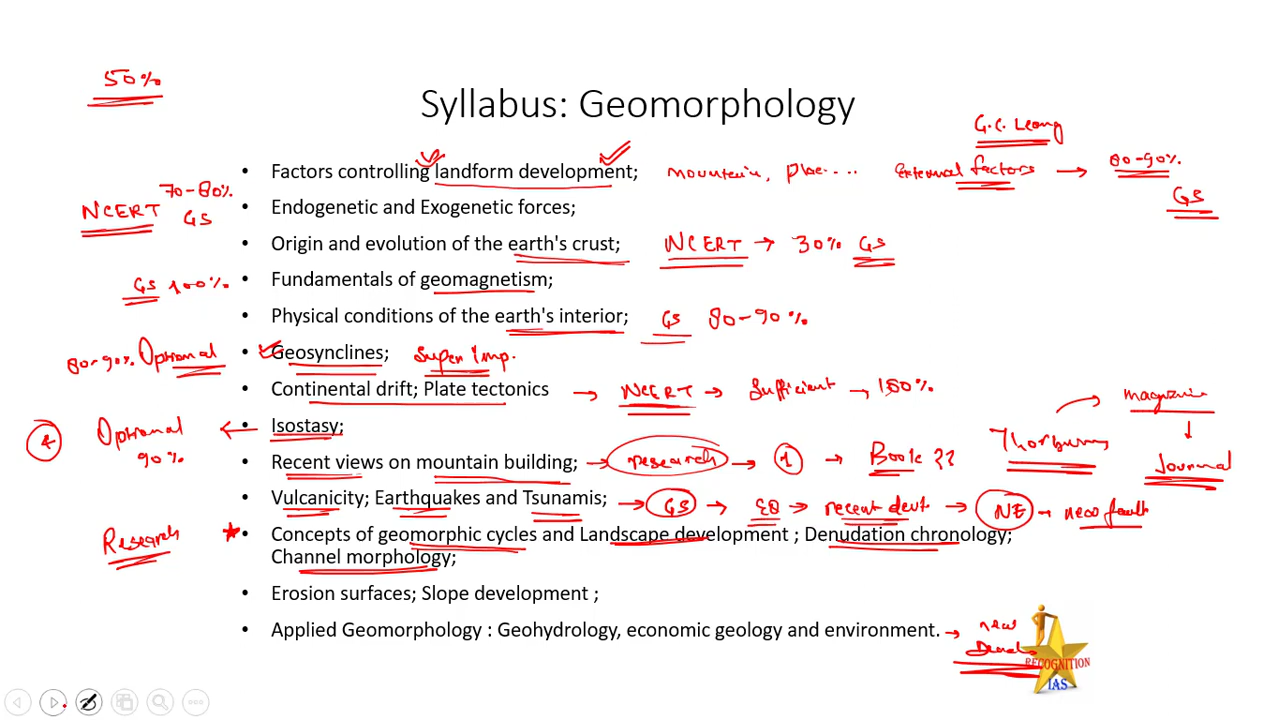 50%
Syllabus: Geomorphology
G.C. Leong
• Factors controlling landform development; mountain, External factors → 80-90%
GS
70-80%
NCERT GS
• Endogenetic and Exogenetic forces;
• Origin and evolution of the earth's crust; NCERT → 30% GS
GS 100% • Fundamentals of geomagnetism;
• Physical conditions of the earth's interior; GS 80-90%
80-90% Optional • Geosynclines; Super Imp.
• Continental drift; Plate tectonics → NCERT → Sufficient → 100%
magazine
Optional ← • Isostasy;
90%
Thorbury
• Recent views on mountain building; → research → 1 → Book ??
Journal
• Vulcanicity; Earthquakes and Tsunamis; → GS → EQ → recent devt → NE → new fault
Research
• Concepts of geomorphic cycles and Landscape development ; Denudation chronology;
Channel morphology;
• Erosion surfaces; Slope development ;
• Applied Geomorphology : Geohydrology, economic geology and environment. → new
RECOGNITION
IAS